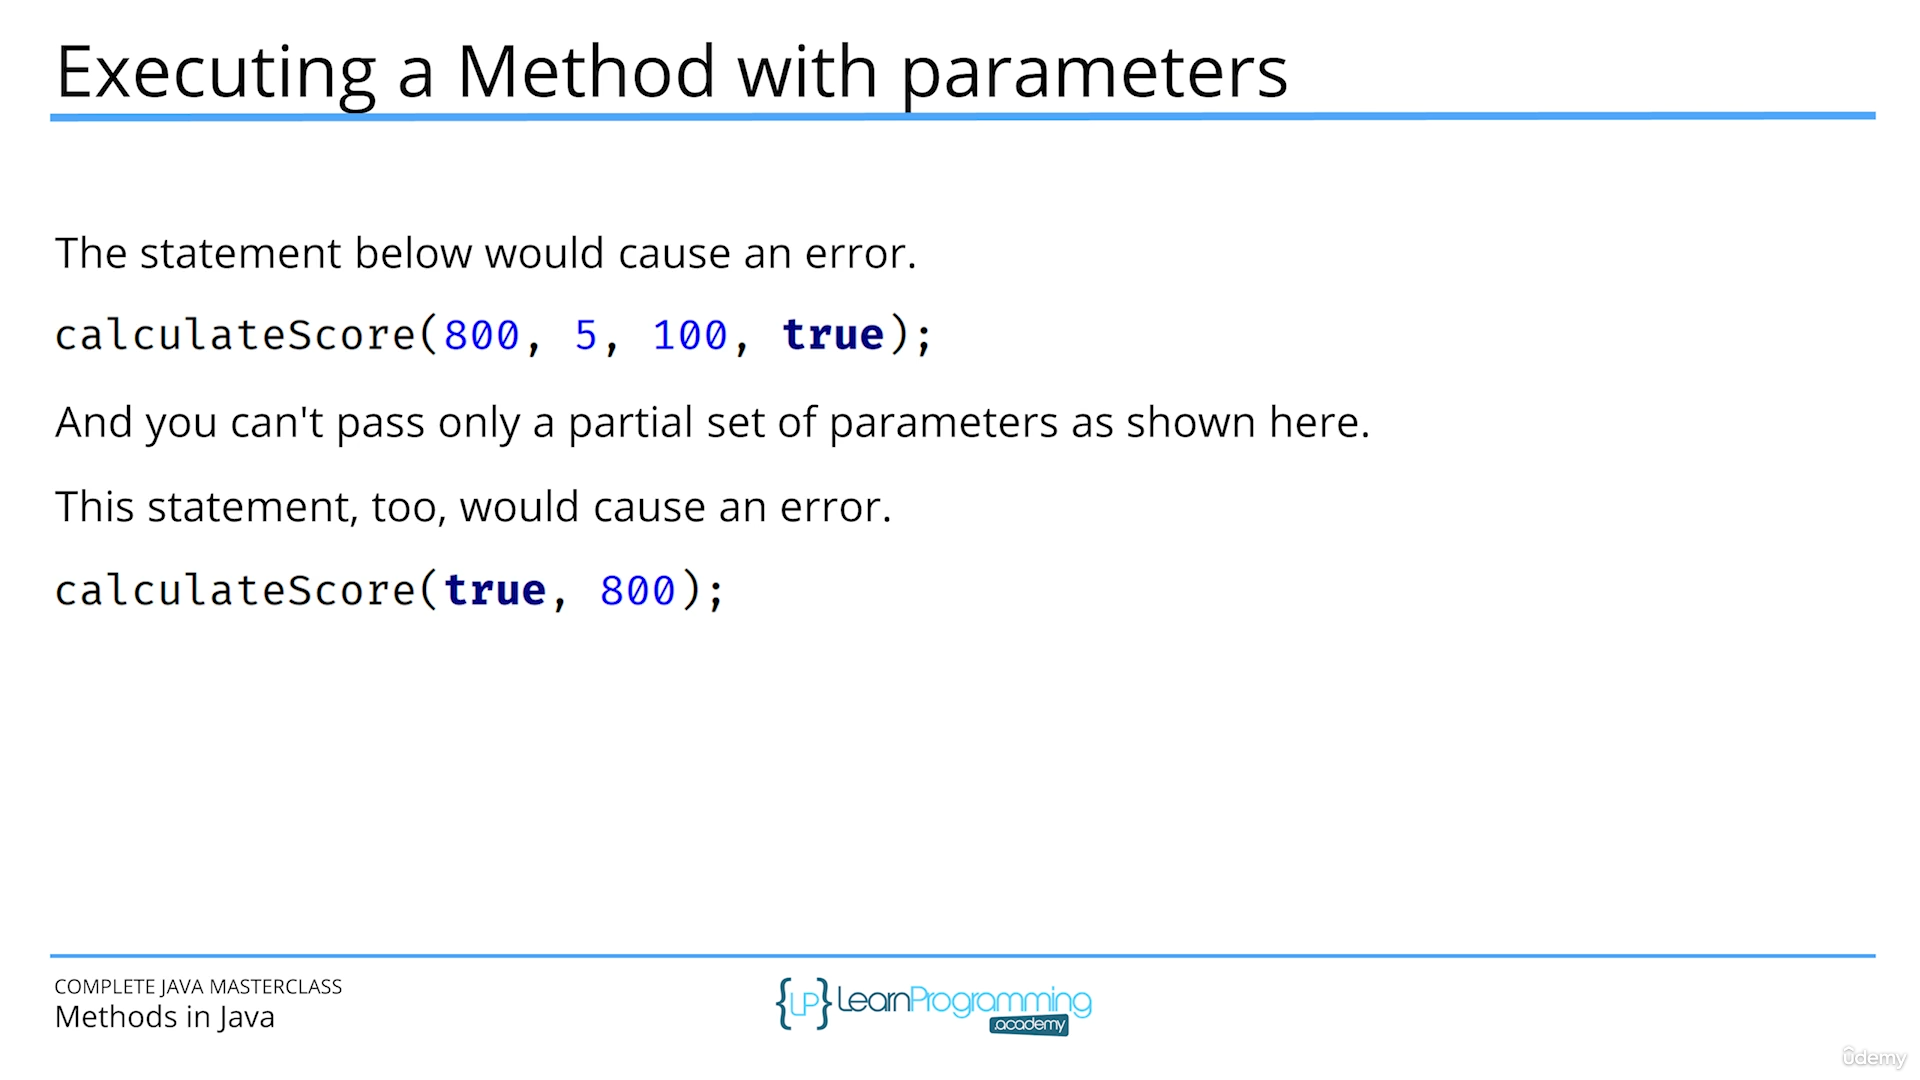 Executing a Method with parameters
The statement below would cause an error.
calculateScore(800, 5, 100, true);
And you can't pass only a partial set of parameters as shown here.
This statement, too, would cause an error.
calculateScore(true, 800);
COMPLETE JAVA MASTERCLASS
Methods in Java
{LP} LearnProgramming
.academy
ûdemy